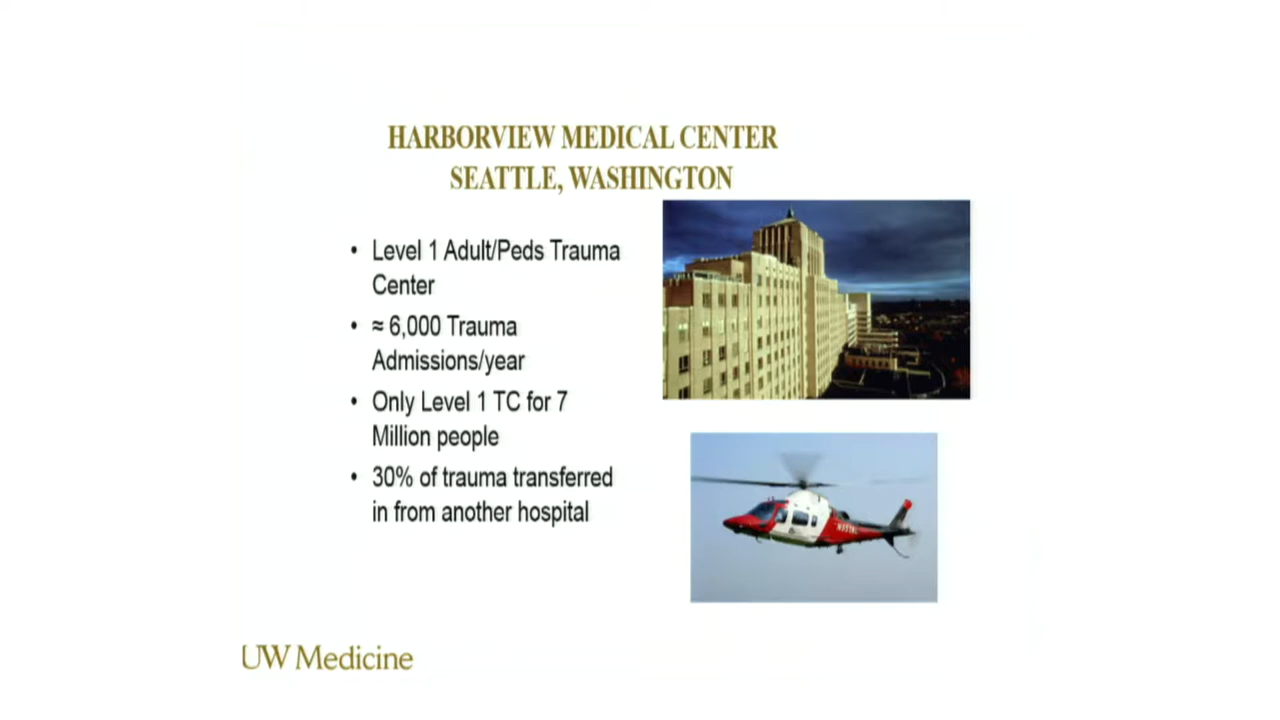 HARBORVIEW MEDICAL CENTER
SEATTLE, WASHINGTON
• Level 1 Adult/Peds Trauma
Center
• ≈ 6,000 Trauma
Admissions/year
• Only Level 1 TC for 7
Million people
• 30% of trauma transferred
in from another hospital
UW Medicine